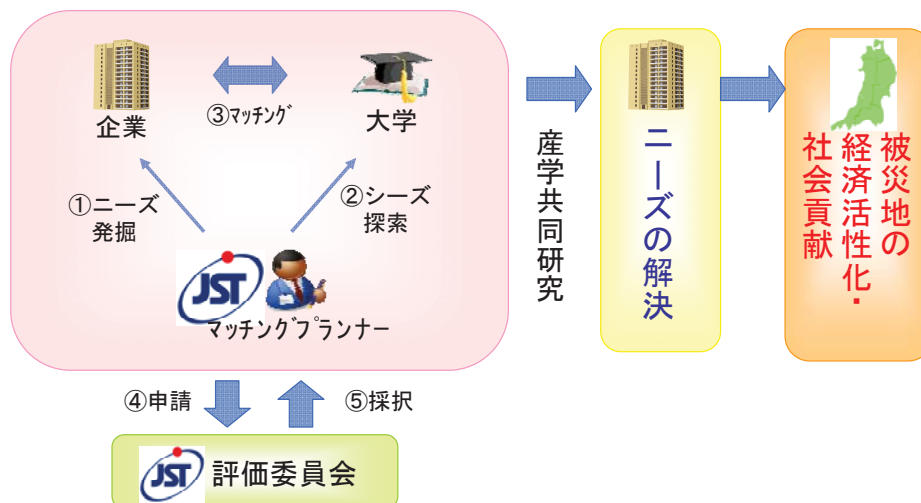 企業
③マッチング
大学
①ニーズ
発掘
②シーズ
探索
JST
マッチングプランナー
④申請
⑤採択
JST 評価委員会
産学共同研究
ニーズの解決
被災地の
経済活性化・
社会貢献